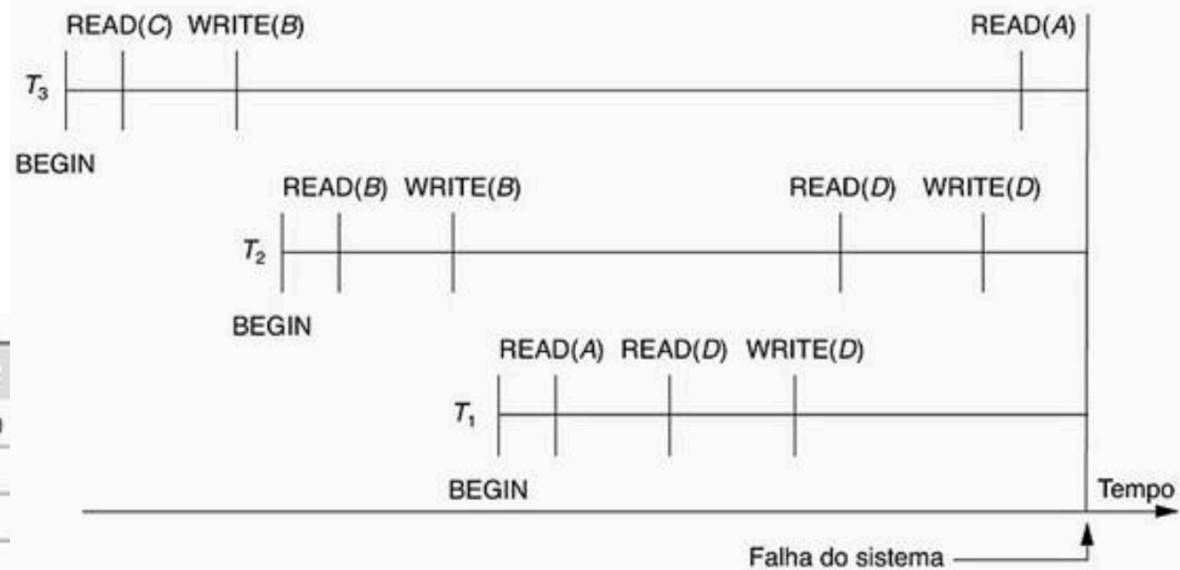 READ(C) WRITE(B) READ(A)
T₃
BEGIN
READ(B) WRITE(B) READ(D) WRITE(D)
T₂
BEGIN
READ(A) READ(D) WRITE(D)
T₁
BEGIN
Tempo
Falha do sistema